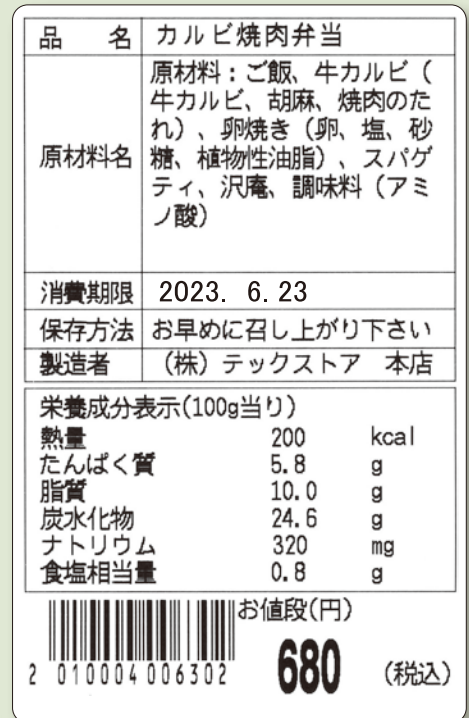 品 名 カルビ焼肉弁当
原材料名 原材料：ご飯、牛カルビ（
牛カルビ、胡麻、焼肉のた
れ）、卵焼き（卵、塩、砂
糖、植物性油脂）、スパゲ
ティ、沢庵、調味料（アミ
ノ酸）
消費期限 2023. 6.23
保存方法 お早めに召し上がり下さい
製造者 （株）テックストア 本店
栄養成分表示(100g当り)
熱量 200 kcal
たんぱく質 5.8 g
脂質 10.0 g
炭水化物 24.6 g
ナトリウム 320 mg
食塩相当量 0.8 g
お値段(円)
2 010004 006302 680 (税込)